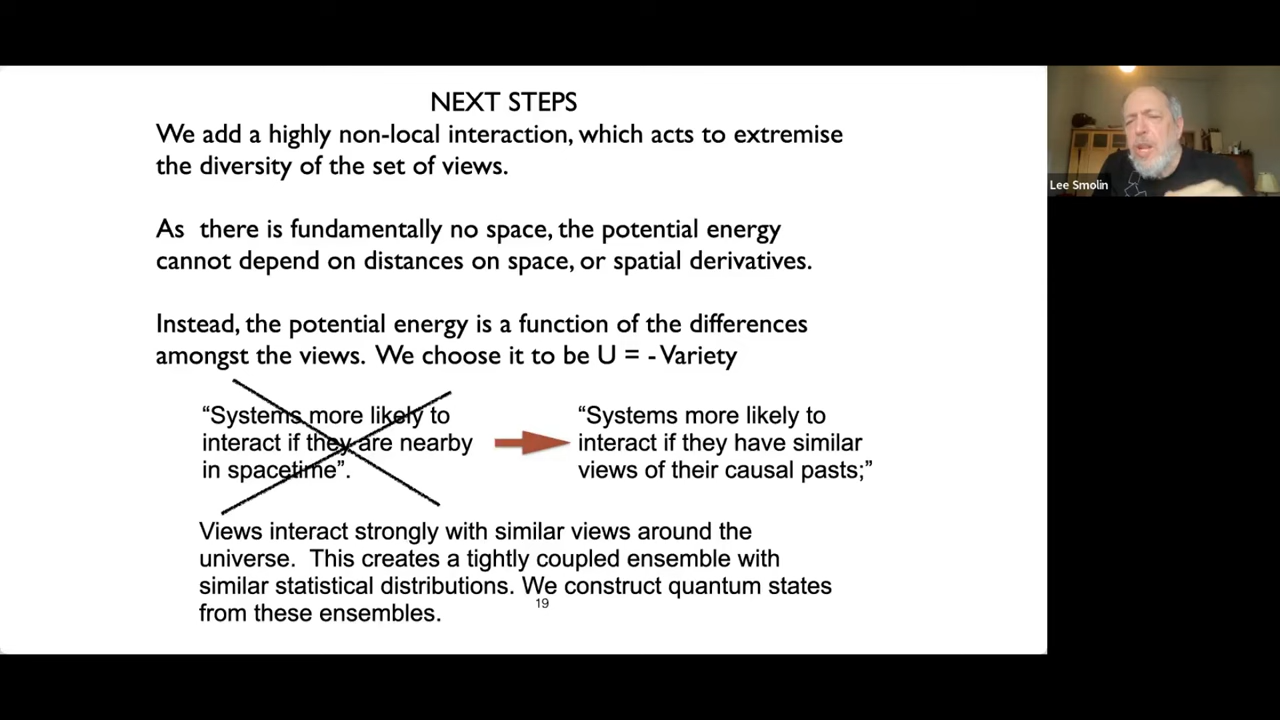 NEXT STEPS
We add a highly non-local interaction, which acts to extremise
the diversity of the set of views.
As there is fundamentally no space, the potential energy
cannot depend on distances on space, or spatial derivatives.
Instead, the potential energy is a function of the differences
amongst the views. We choose it to be U = - Variety
“Systems more likely to
interact if they are nearby
in spacetime”.
“Systems more likely to
interact if they have similar
views of their causal pasts;”
Views interact strongly with similar views around the
universe. This creates a tightly coupled ensemble with
similar statistical distributions. We construct quantum states
from these ensembles.
19
Lee Smolin